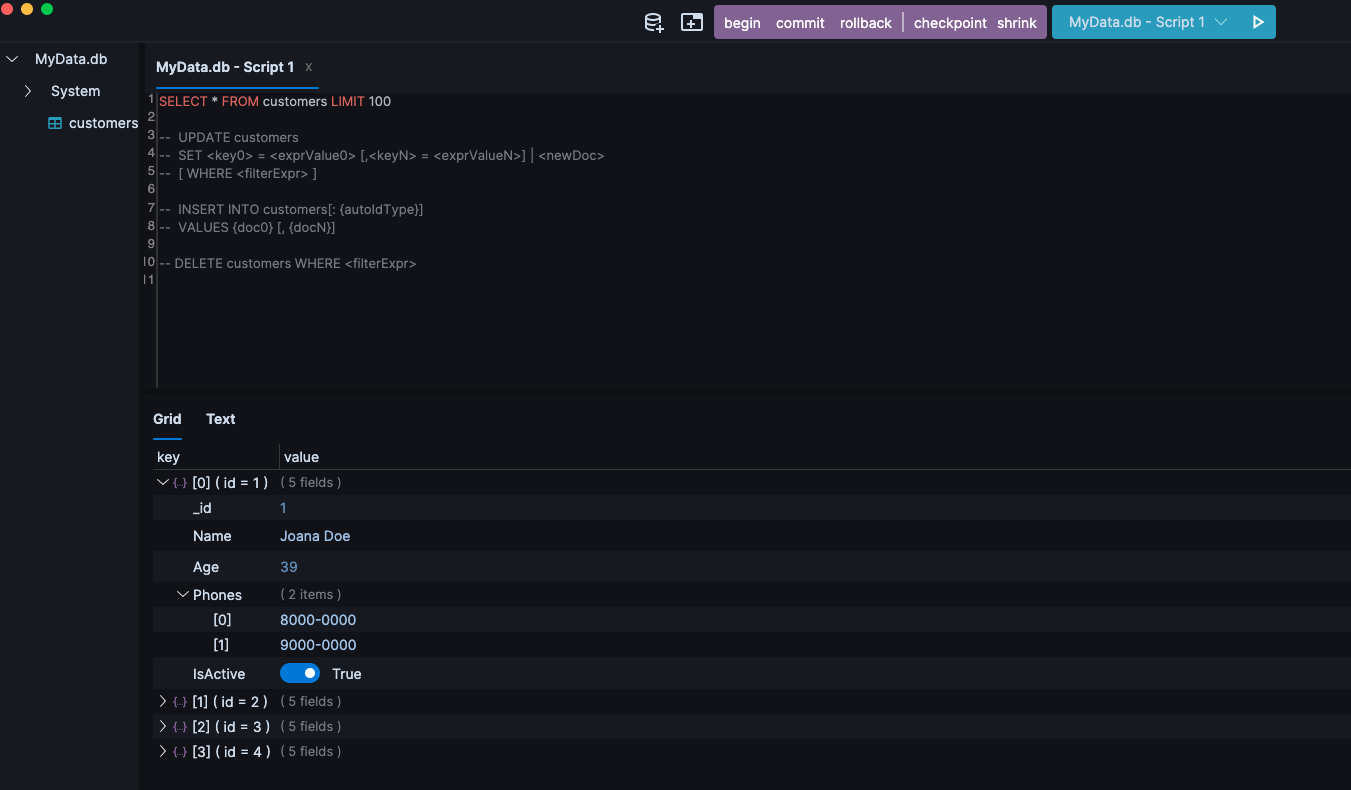 begin commit rollback checkpoint shrink MyData.db - Script 1
MyData.db
System
customers
MyData.db - Script 1 x
1 SELECT * FROM customers LIMIT 100
2
3 -- UPDATE customers
4 -- SET <key0> = <exprValue0> [,<keyN> = <exprValueN>] | <newDoc>
5 -- [ WHERE <filterExpr> ]
6
7 -- INSERT INTO customers[: {autoIdType}]
8 -- VALUES {doc0} [, {docN}]
9
10 -- DELETE customers WHERE <filterExpr>
11
Grid Text
key value
{..} [0] ( id = 1 ) ( 5 fields )
_id 1
Name Joana Doe
Age 39
Phones ( 2 items )
[0] 8000-0000
[1] 9000-0000
IsActive True
{..} [1] ( id = 2 ) ( 5 fields )
{..} [2] ( id = 3 ) ( 5 fields )
{..} [3] ( id = 4 ) ( 5 fields )